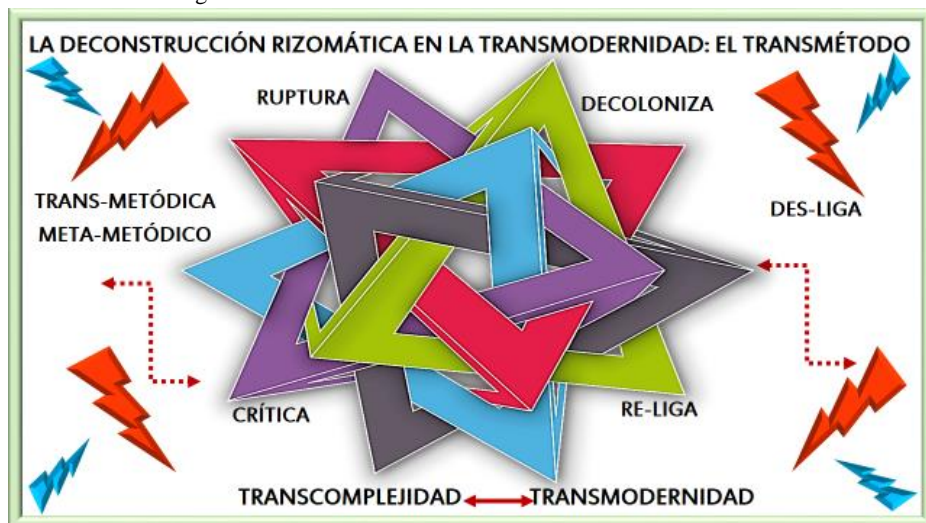 LA DECONSTRUCCIÓN RIZOMÁTICA EN LA TRANSMODERNIDAD: EL TRANSMÉTODO
RUPTURA
DECOLONIZA
TRANS-METÓDICA
META-METÓDICO
DES-LIGA
CRÍTICA
RE-LIGA
TRANSCOMPLEJIDAD
TRANSMODERNIDAD